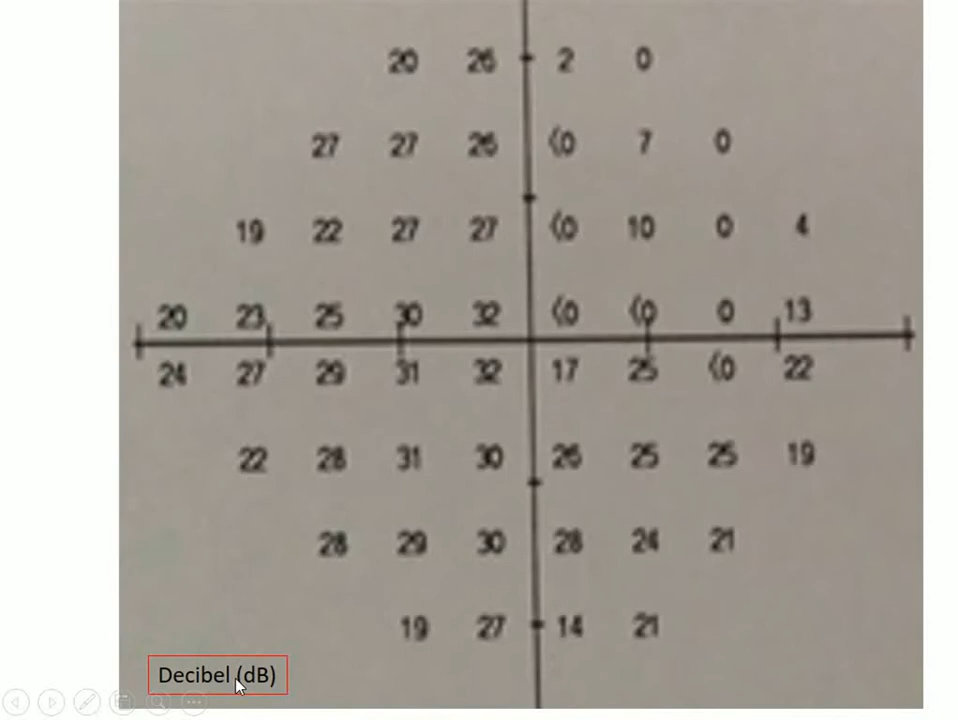 20 26 2 0
27 27 26 <0 7 0
19 22 27 27 <0 10 0 4
20 23 25 30 32 <0 <0 0 13
24 27 29 31 32 17 25 <0 22
22 28 31 30 26 25 25 19
28 29 30 28 24 21
19 27 14 21
Decibel (dB)